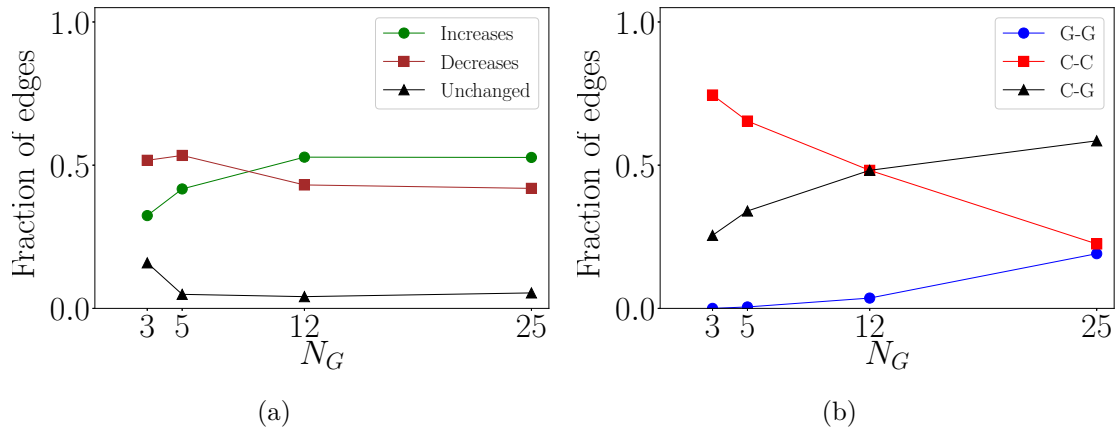 Fraction of edges
1.0
0.5
0.0
Increases
Decreases
Unchanged
3 5 12 25
N_G
(a)
Fraction of edges
1.0
0.5
0.0
G-G
C-C
C-G
3 5 12 25
N_G
(b)